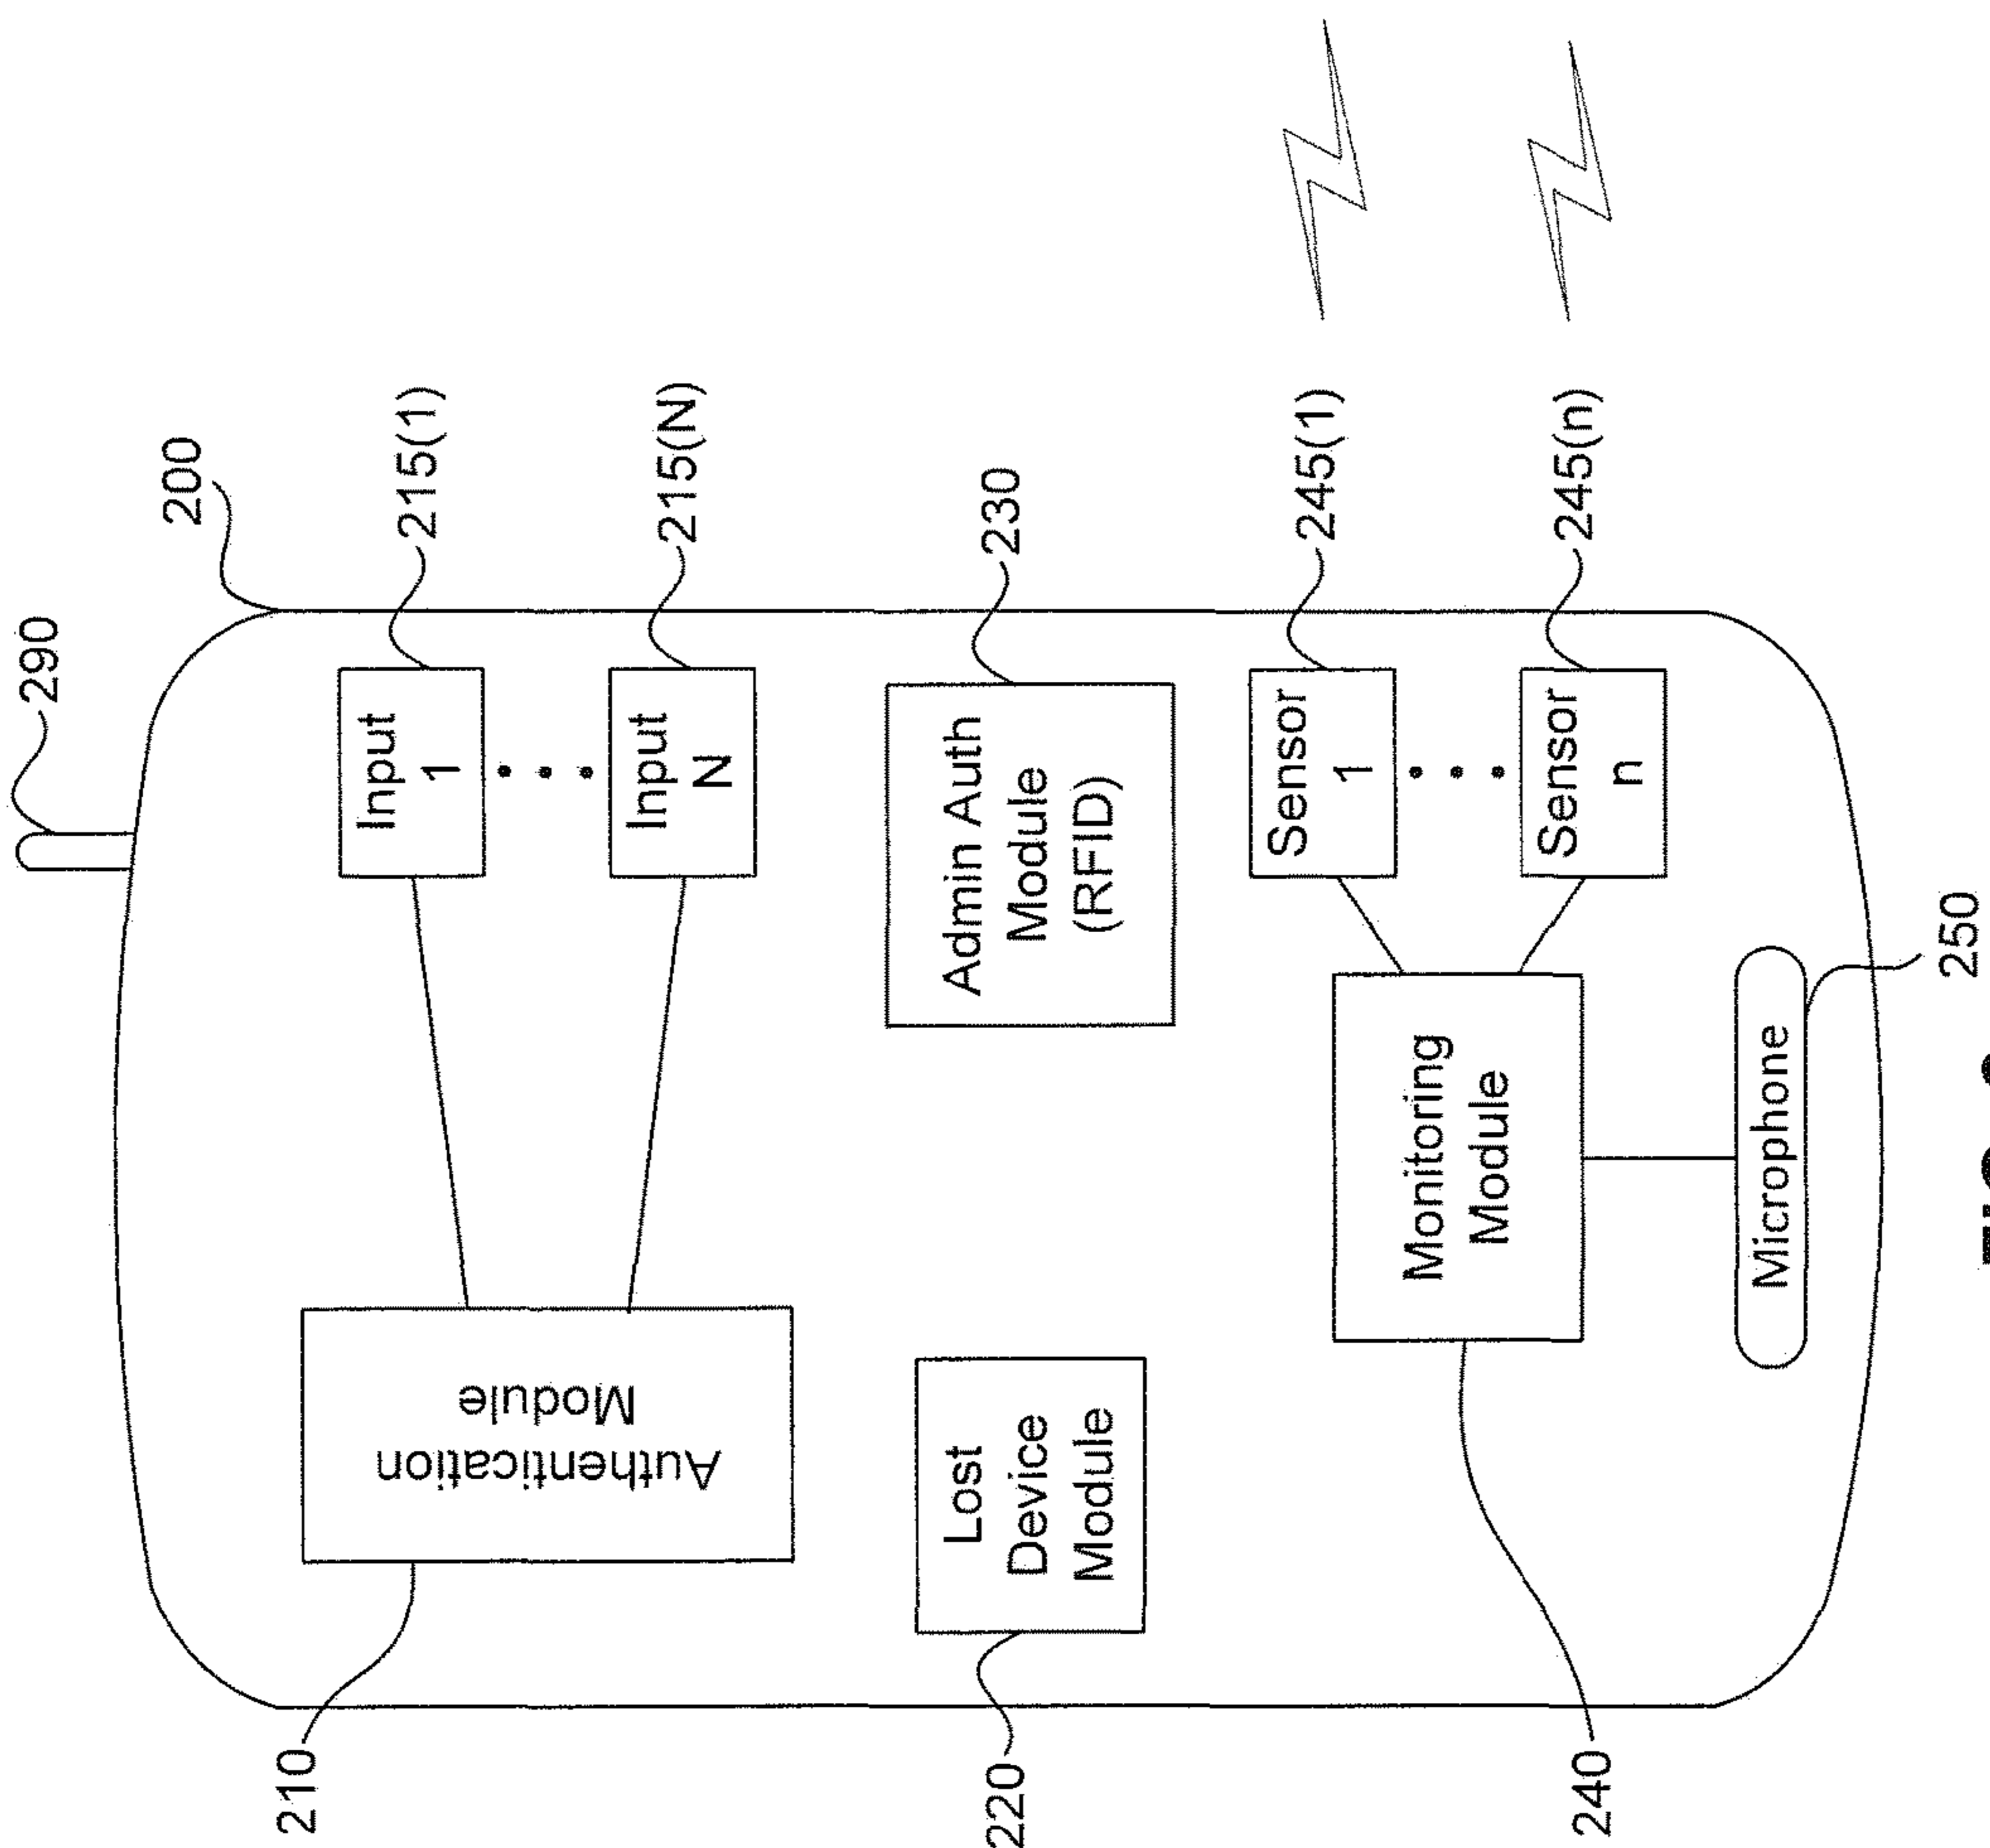 290
200
Input
1
215(1)
Input
N
215(N)
Authentication
Module
210
Admin Auth
Module
(RFID)
230
Lost
Device
Module
220
Sensor
1
245(1)
Sensor
n
245(n)
Monitoring
Module
240
Microphone
250